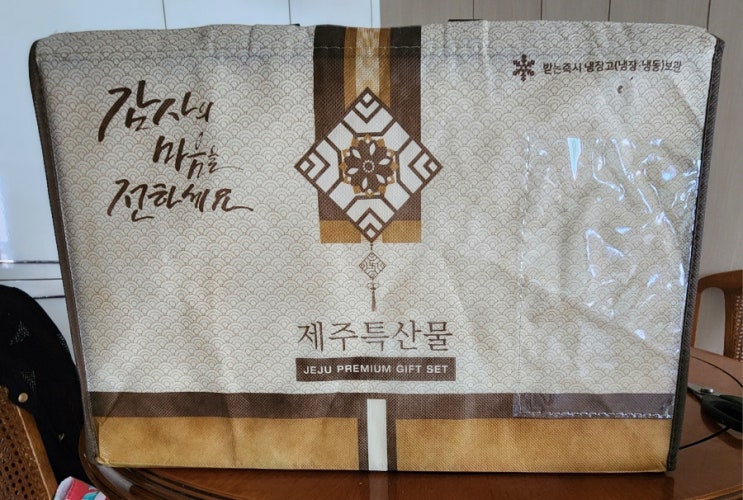 감사의
마음을
전하세요
받는즉시 냉장고(냉장·냉동)보관
제주특산물
JEJU PREMIUM GIFT SET